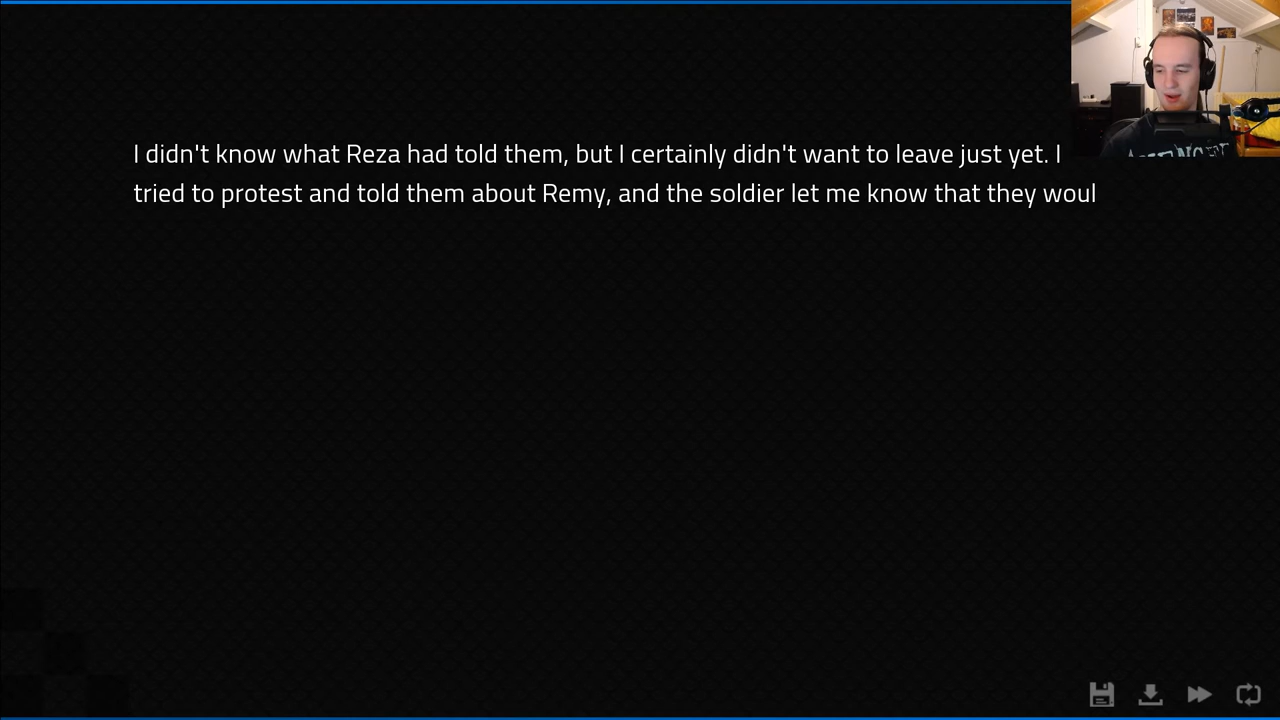 I didn't know what Reza had told them, but I certainly didn't want to leave just yet. I
tried to protest and told them about Remy, and the soldier let me know that they woul